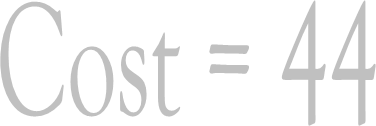 Cost = 44